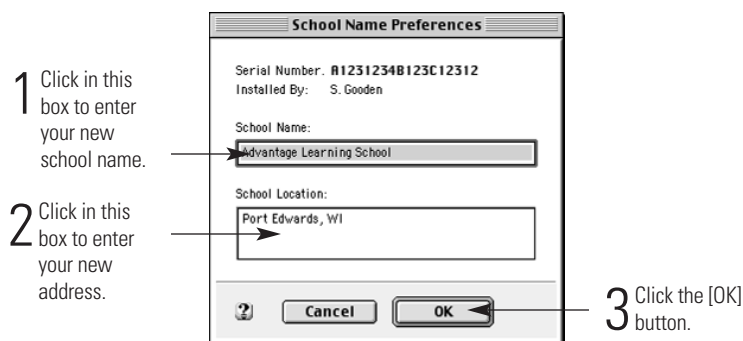 School Name Preferences
Serial Number. A1231234B123C12312
Installed By: S. Gooden
1 Click in this
box to enter
your new
school name.
School Name:
Advantage Learning School
2 Click in this
box to enter
your new
address.
School Location:
Port Edwards, WI
?
Cancel
OK
3 Click the [OK]
button.